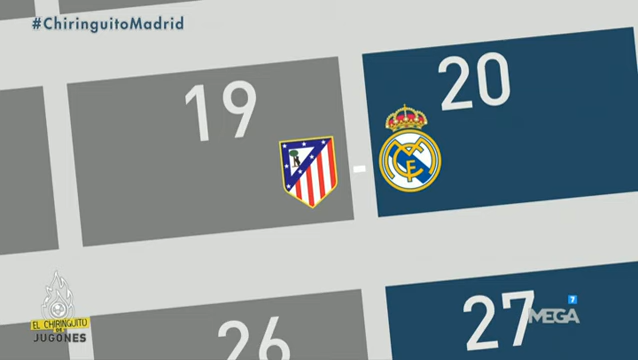 #ChiringuitoMadrid
19
20
EL CHIRINGUITO
DE
JUGONES
26
27
7
MEGA